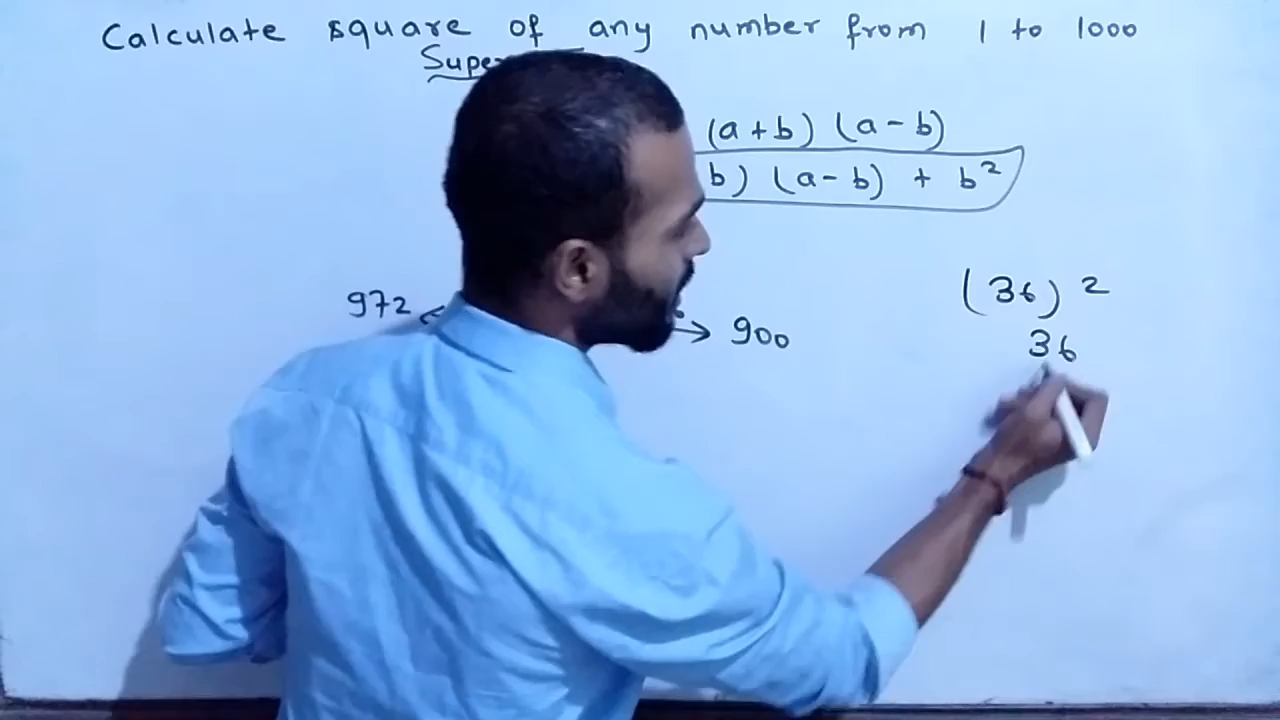 Calculate square of any number from 1 to 1000
(a+b) (a-b)
b) (a-b) + b²
(36) 2
972
900
36